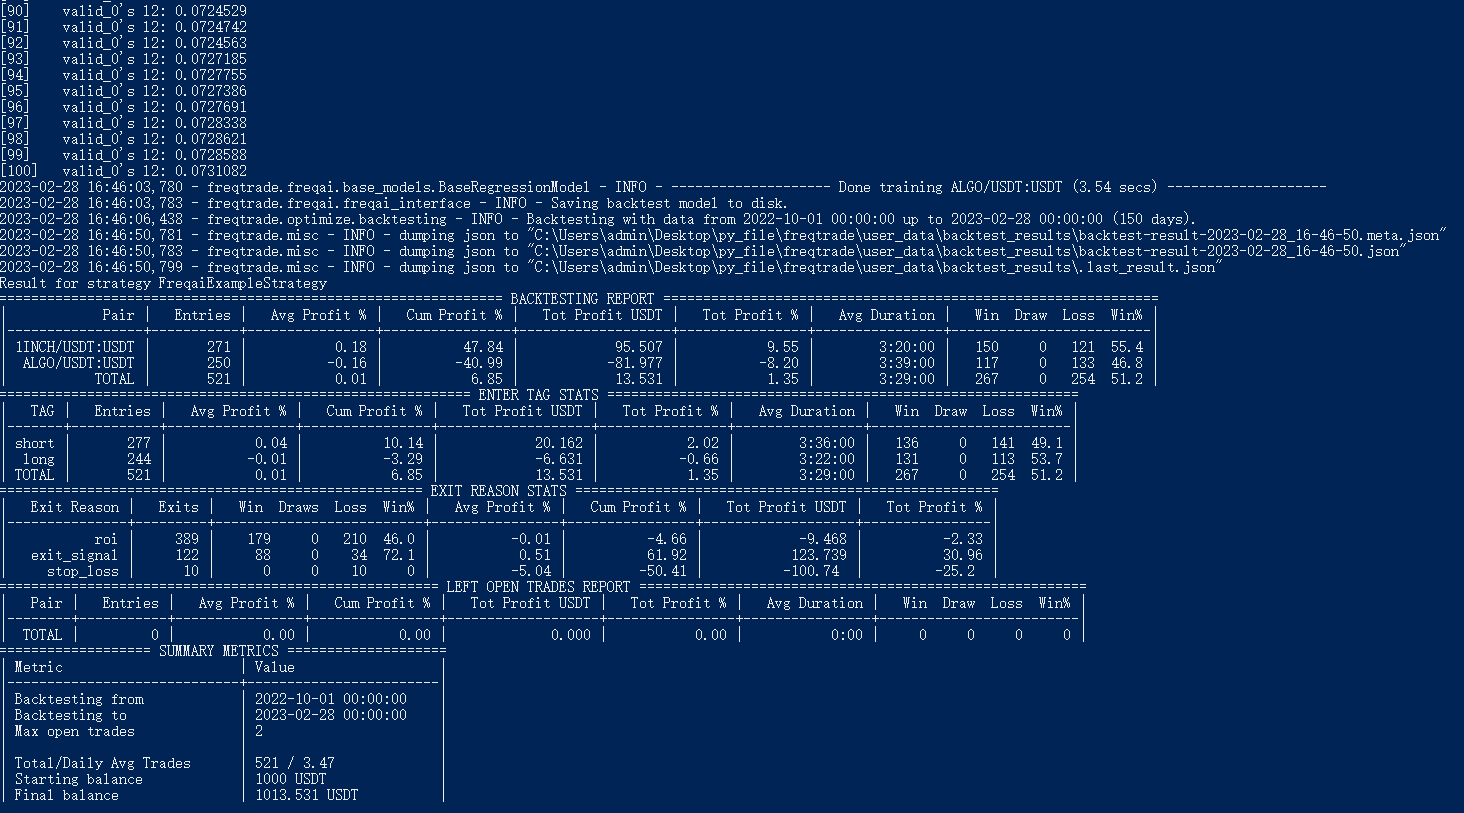 [90]    valid_0's 12: 0.0724529
[91]    valid_0's 12: 0.0724742
[92]    valid_0's 12: 0.0724563
[93]    valid_0's 12: 0.0727185
[94]    valid_0's 12: 0.0727755
[95]    valid_0's 12: 0.0727386
[96]    valid_0's 12: 0.0727691
[97]    valid_0's 12: 0.0728338
[98]    valid_0's 12: 0.0728621
[99]    valid_0's 12: 0.0728588
[100]   valid_0's 12: 0.0731082
2023-02-28 16:46:03,780 - freqtrade.freqai.base_models.BaseRegressionModel - INFO - -------------------- Done training ALGO/USDT:USDT (3.54 secs) --------------------
2023-02-28 16:46:03,783 - freqtrade.freqai.freqai_interface - INFO - Saving backtest model to disk.
2023-02-28 16:46:06,438 - freqtrade.optimize.backtesting - INFO - Backtesting with data from 2022-10-01 00:00:00 up to 2023-02-28 00:00:00 (150 days).
2023-02-28 16:46:50,781 - freqtrade.misc - INFO - dumping json to "C:\Users\admin\Desktop\py_file\freqtrade\user_data\backtest_results\backtest-result-2023-02-28_16-46-50.meta.json"
2023-02-28 16:46:50,783 - freqtrade.misc - INFO - dumping json to "C:\Users\admin\Desktop\py_file\freqtrade\user_data\backtest_results\backtest-result-2023-02-28_16-46-50.json"
2023-02-28 16:46:50,799 - freqtrade.misc - INFO - dumping json to "C:\Users\admin\Desktop\py_file\freqtrade\user_data\backtest_results\.last_result.json"
Result for strategy FreqaiExampleStrategy
=============== BACKTESTING REPORT ===============
| Pair | Entries | Avg Profit % | Cum Profit % | Tot Profit USDT | Tot Profit % | Avg Duration | Win  Draw  Loss  Win% |
| 1INCH/USDT:USDT | 271 | 0.18 | 47.84 | 95.507 | 9.55 | 3:20:00 | 150  0  121  55.4 |
| ALGO/USDT:USDT | 250 | -0.16 | -40.99 | -81.977 | -8.20 | 3:39:00 | 117  0  133  46.8 |
| TOTAL | 521 | 0.01 | 6.85 | 13.531 | 1.35 | 3:29:00 | 267  0  254  51.2 |
=============== ENTER TAG STATS ===============
| TAG | Entries | Avg Profit % | Cum Profit % | Tot Profit USDT | Tot Profit % | Avg Duration | Win  Draw  Loss  Win% |
| short | 277 | 0.04 | 10.14 | 20.162 | 2.02 | 3:36:00 | 136  0  141  49.1 |
| long | 244 | -0.01 | -3.29 | -6.631 | -0.66 | 3:22:00 | 131  0  113  53.7 |
| TOTAL | 521 | 0.01 | 6.85 | 13.531 | 1.35 | 3:29:00 | 267  0  254  51.2 |
=============== EXIT REASON STATS ===============
| Exit Reason | Exits | Win  Draws  Loss  Win% | Avg Profit % | Cum Profit % | Tot Profit USDT | Tot Profit % |
| roi | 389 | 179  0  210  46.0 | -0.01 | -4.66 | -9.468 | -2.33 |
| exit_signal | 122 | 88  0  34  72.1 | 0.51 | 61.92 | 123.739 | 30.96 |
| stop_loss | 10 | 0  0  10  0 | -5.04 | -50.41 | -100.74 | -25.2 |
=============== LEFT OPEN TRADES REPORT ===============
| Pair | Entries | Avg Profit % | Cum Profit % | Tot Profit USDT | Tot Profit % | Avg Duration | Win  Draw  Loss  Win% |
| TOTAL | 0 | 0.00 | 0.00 | 0.000 | 0.00 | 0:00 | 0  0  0  0 |
=============== SUMMARY METRICS ===============
| Metric | Value |
| Backtesting from | 2022-10-01 00:00:00 |
| Backtesting to | 2023-02-28 00:00:00 |
| Max open trades | 2 |
| Total/Daily Avg Trades | 521 / 3.47 |
| Starting balance | 1000 USDT |
| Final balance | 1013.531 USDT |